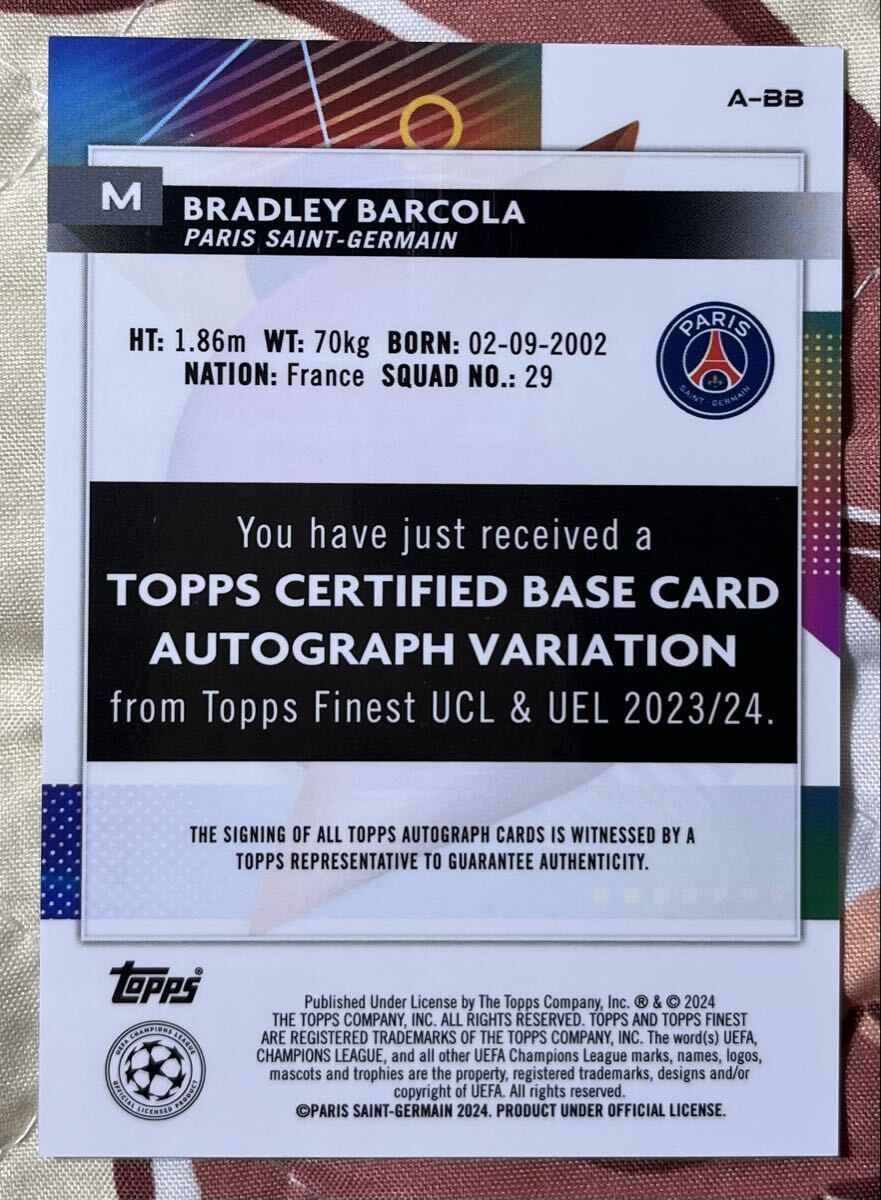 A-BB
M
BRADLEY BARCOLA
PARIS SAINT-GERMAIN
HT: 1.86m WT: 70kg BORN: 02-09-2002
NATION: France SQUAD NO.: 29
PARIS
SAINT-GERMAIN
You have just received a
TOPPS CERTIFIED BASE CARD
AUTOGRAPH VARIATION
from Topps Finest UCL & UEL 2023/24.
THE SIGNING OF ALL TOPPS AUTOGRAPH CARDS IS WITNESSED BY A
TOPPS REPRESENTATIVE TO GUARANTEE AUTHENTICITY.
Topps®
UEFA CHAMPIONS LEAGUE
OFFICIAL LICENSED PRODUCT
Published Under License by The Topps Company, Inc. ® & © 2024
THE TOPPS COMPANY, INC. ALL RIGHTS RESERVED. TOPPS AND TOPPS FINEST
ARE REGISTERED TRADEMARKS OF THE TOPPS COMPANY, INC. The word(s) UEFA,
CHAMPIONS LEAGUE, and all other UEFA Champions League marks, names, logos,
mascots and trophies are the property, registered trademarks, designs and/or
copyright of UEFA. All rights reserved.
©PARIS SAINT-GERMAIN 2024. PRODUCT UNDER OFFICIAL LICENSE.